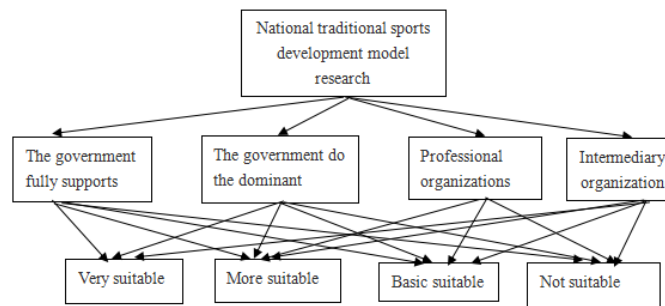 National traditional sports
development model
research
The government
fully supports
The government do
the dominant
Professional
organizations
Intermediary
organization
Very suitable
More suitable
Basic suitable
Not suitable